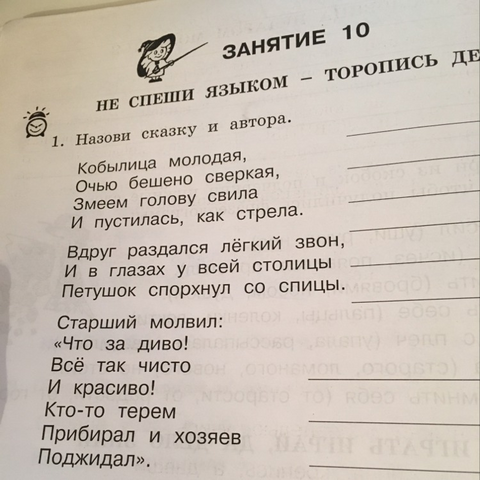 ЗАНЯТИЕ 10
НЕ СПЕШИ ЯЗЫКОМ – ТОРОПИСЬ
1. Назови сказку и автора.
Кобылица молодая,
Очью бешено сверкая,
Змеем голову свила
И пустилась, как стрела.
Вдруг раздался лёгкий звон,
И в глазах у всей столицы
Петушок спорхнул со спицы.
Старший молвил:
«Что за диво!
Всё так чисто
И красиво!
Кто-то терем
Прибирал и хозяев
Поджидал».